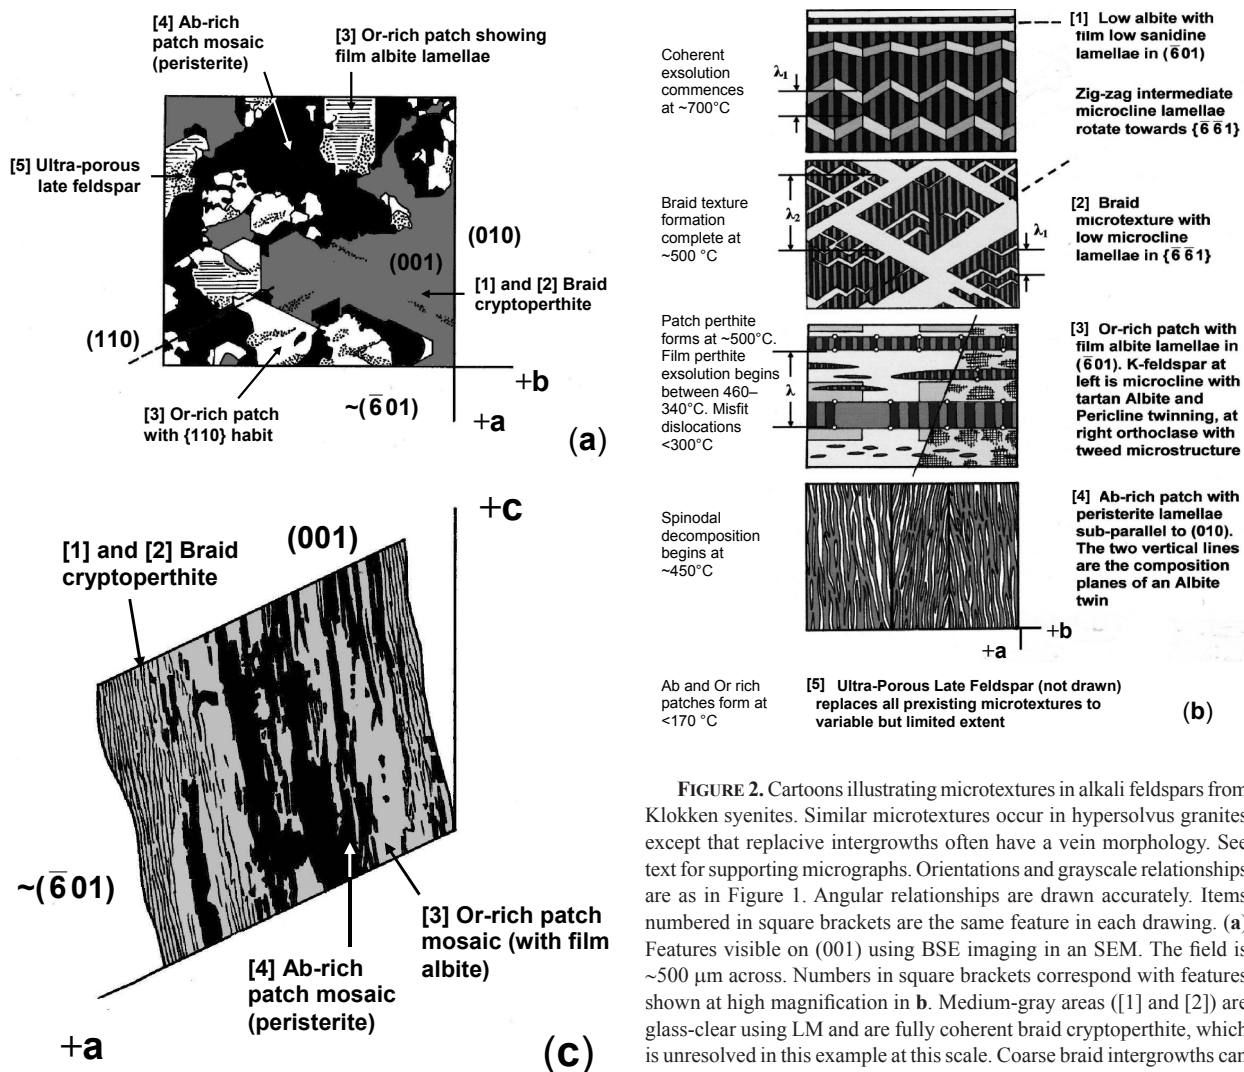 [4] Ab-rich
patch mosaic
(peristerite)
[3] Or-rich patch showing
film albite lamellae
[5] Ultra-porous
late feldspar
(010)
(001)
[1] and [2] Braid
cryptoperthite
(110)
+b
~(6̅01)
+a
[3] Or-rich patch
with {110} habit
(a)
Coherent
exsolution
commences
at ~700°C
λ1
[1] Low albite with
film low sanidine
lamellae in (6̅01)
Zig-zag intermediate
microcline lamellae
rotate towards {6̅6̅1}
Braid texture
formation
complete at
~500 °C
λ2
λ1
[2] Braid
microtexture with
low microcline
lamellae in {6̅6̅1}
Patch perthite
forms at ~500°C.
Film perthite
exsolution begins
between 460–
340°C. Misfit
dislocations
<300°C
λ
[3] Or-rich patch with
film albite lamellae in
(6̅01). K-feldspar at
left is microcline with
tartan Albite and
Pericline twinning, at
right orthoclase with
tweed microstructure
Spinodal
decomposition
begins at
~450°C
[4] Ab-rich patch with
peristerite lamellae
sub-parallel to (010).
The two vertical lines
are the composition
planes of an Albite
twin
+b
+a
Ab and Or rich
patches form at
<170 °C
[5] Ultra-Porous Late Feldspar (not drawn)
replaces all prexisting microtextures to
variable but limited extent
(b)
+c
(001)
[1] and [2] Braid
cryptoperthite
~(6̅01)
[3] Or-rich patch
mosaic (with film
albite)
[4] Ab-rich
patch mosaic
(peristerite)
+a
(c)
FIGURE 2. Cartoons illustrating microtextures in alkali feldspars from
Klokken syenites. Similar microtextures occur in hypersolvus granites
except that replacive intergrowths often have a vein morphology. See
text for supporting micrographs. Orientations and grayscale relationships
are as in Figure 1. Angular relationships are drawn accurately. Items
numbered in square brackets are the same feature in each drawing. (a)
Features visible on (001) using BSE imaging in an SEM. The field is
~500 μm across. Numbers in square brackets correspond with features
shown at high magnification in b. Medium-gray areas ([1] and [2]) are
glass-clear using LM and are fully coherent braid cryptoperthite, which
is unresolved in this example at this scale. Coarse braid intergrowths can